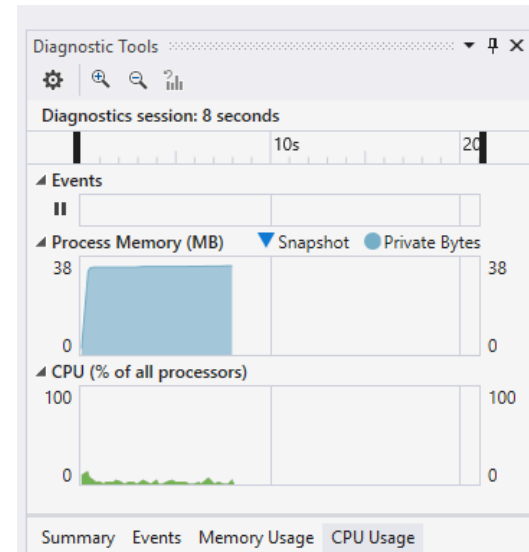 Diagnostic Tools
Diagnostics session: 8 seconds
10s 20
Events
Process Memory (MB) Snapshot Private Bytes
38 38
0 0
CPU (% of all processors)
100 100
0 0
Summary Events Memory Usage CPU Usage